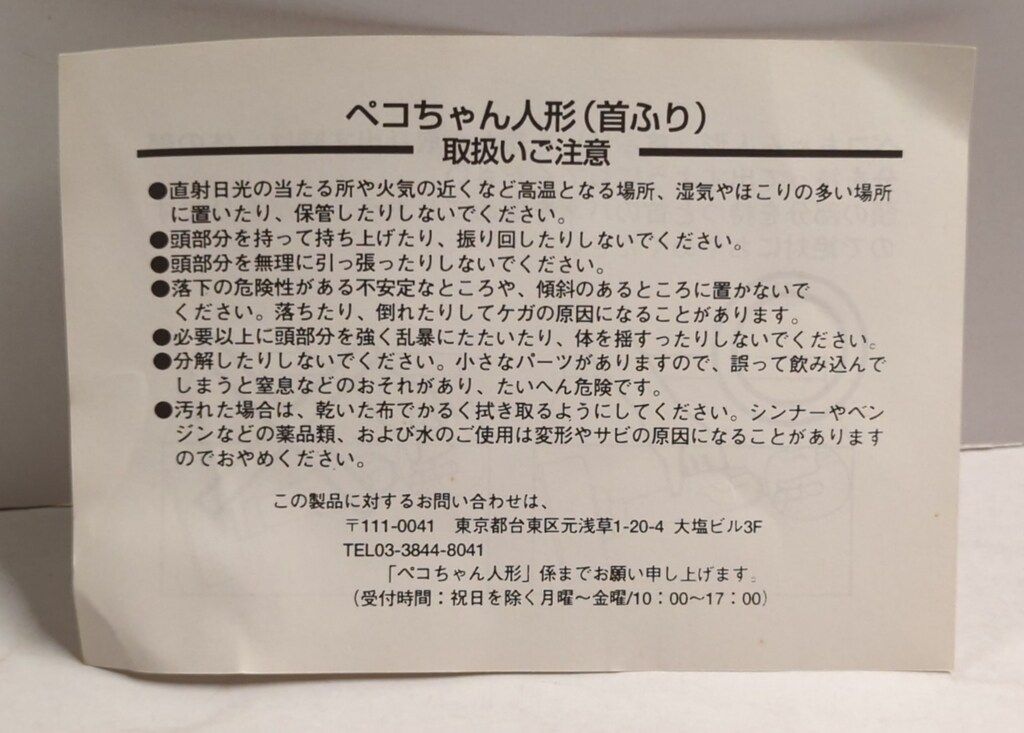 ペコちゃん人形(首ふり)
取扱いご注意
●直射日光の当たる所や火気の近くなど高温となる場所、湿気やほこりの多い場所
に置いたり、保管したりしないでください。
●頭部分を持って持ち上げたり、振り回したりしないでください。
●頭部分を無理に引っ張ったりしないでください。
●落下の危険性がある不安定なところや、傾斜のあるところに置かないで
ください。落ちたり、倒れたりしてケガの原因になることがあります。
●必要以上に頭部分を強く乱暴にたたいたり、体を揺すったりしないでください。
●分解したりしないでください。小さなパーツがありますので、誤って飲み込んで
しまうと窒息などのおそれがあり、たいへん危険です。
●汚れた場合は、乾いた布でかるく拭き取るようにしてください。シンナーやベン
ジンなどの薬品類、および水のご使用は変形やサビの原因になることがあります
のでおやめください。
この製品に対するお問い合わせは、
〒111-0041 東京都台東区元浅草1-20-4 大塩ビル3F
TEL03-3844-8041
「ペコちゃん人形」係までお願い申し上げます。
(受付時間:祝日を除く月曜～金曜/10:00～17:00)